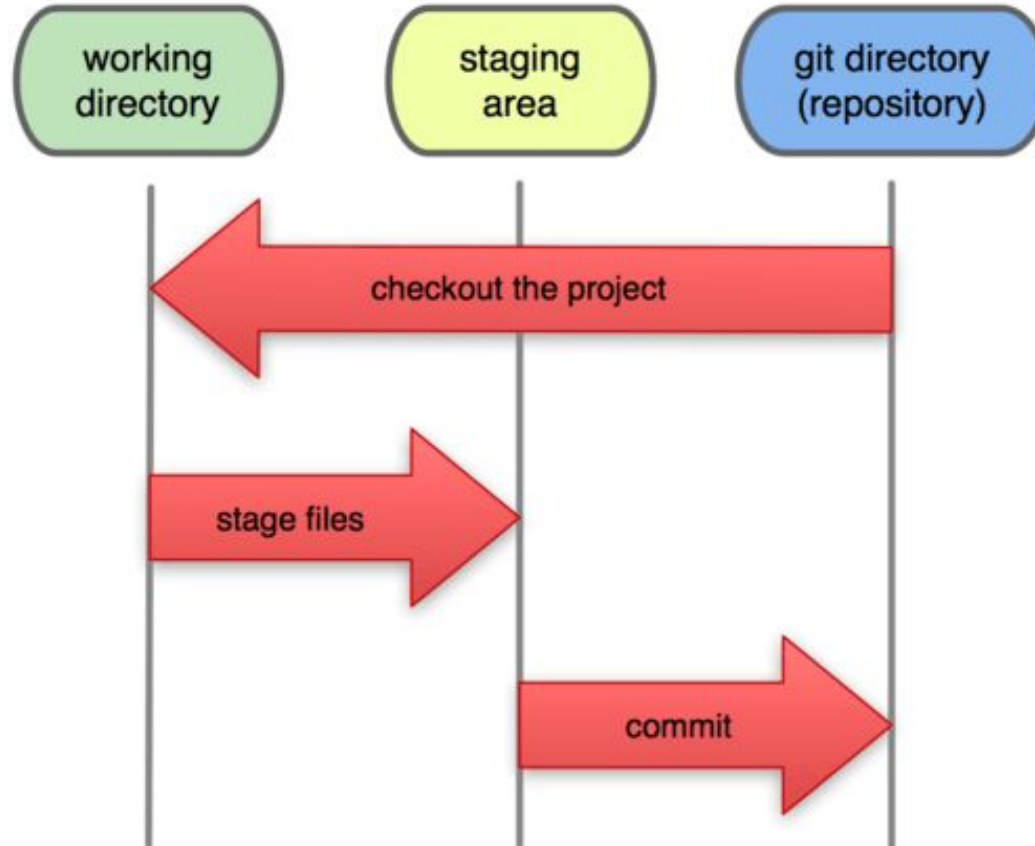 working
directory
staging
area
git directory
(repository)
checkout the project
stage files
commit